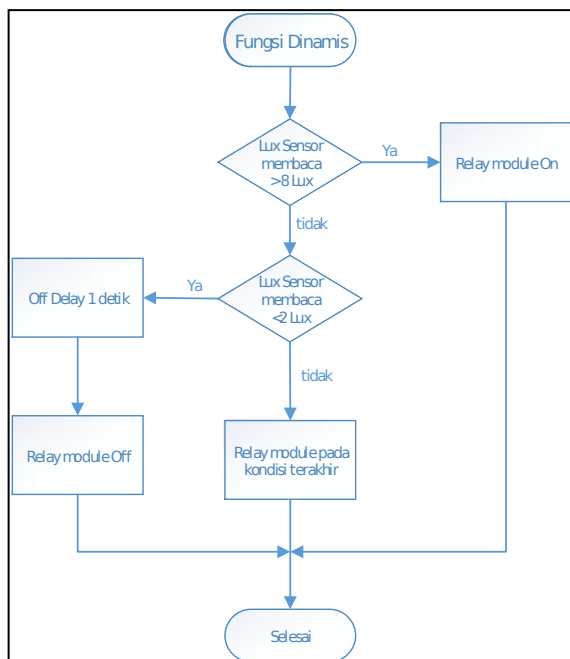 Fungsi Dinamis
Lux Sensor
membaca
>8 Lux
Ya
Relay module On
tidak
Lux Sensor
membaca
<2 Lux
Ya
Off Delay 1 detik
tidak
Relay module Off
Relay module pada
kondisi terakhir
Selesai